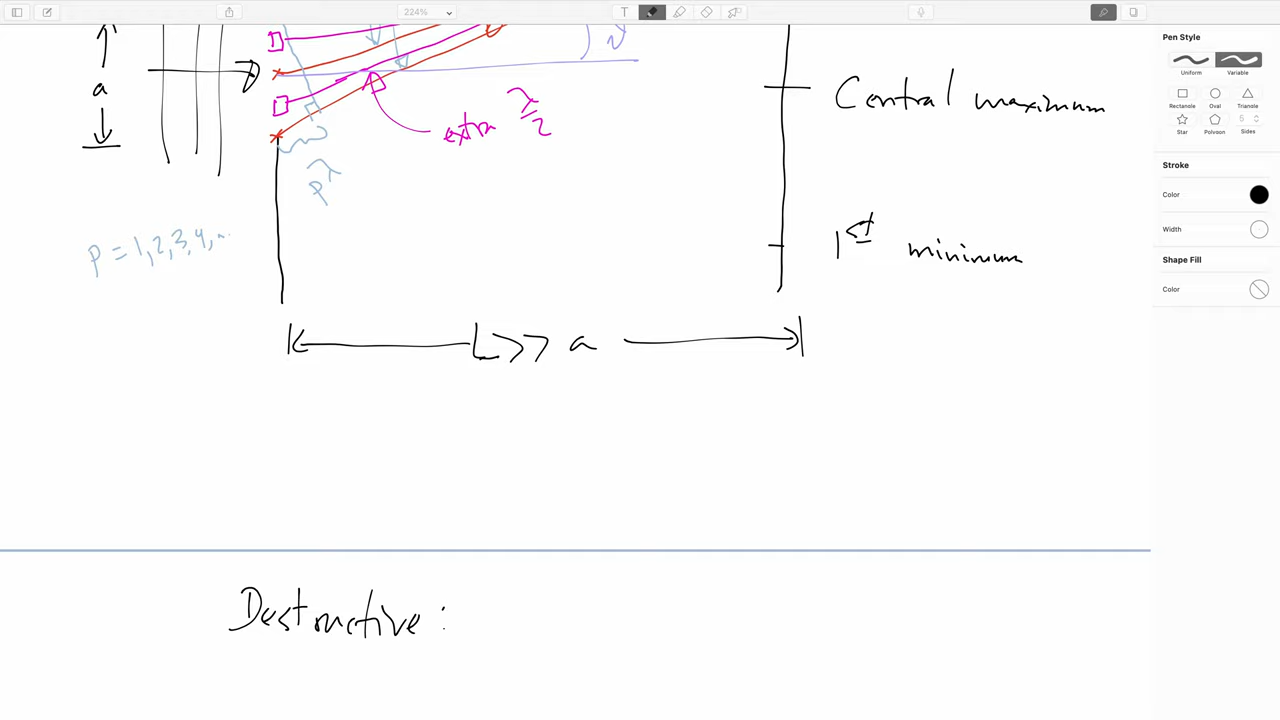 224%
T
Pen Style
Uniform Variable
Rectangle Oval Triangle
Star Polygon 5 Sides
Stroke
Color
Width
Shape Fill
Color
a
θ
Central maximum
extra λ/2
pλ
p = 1,2,3,4,..
1st minimum
L >> a
Destructive: